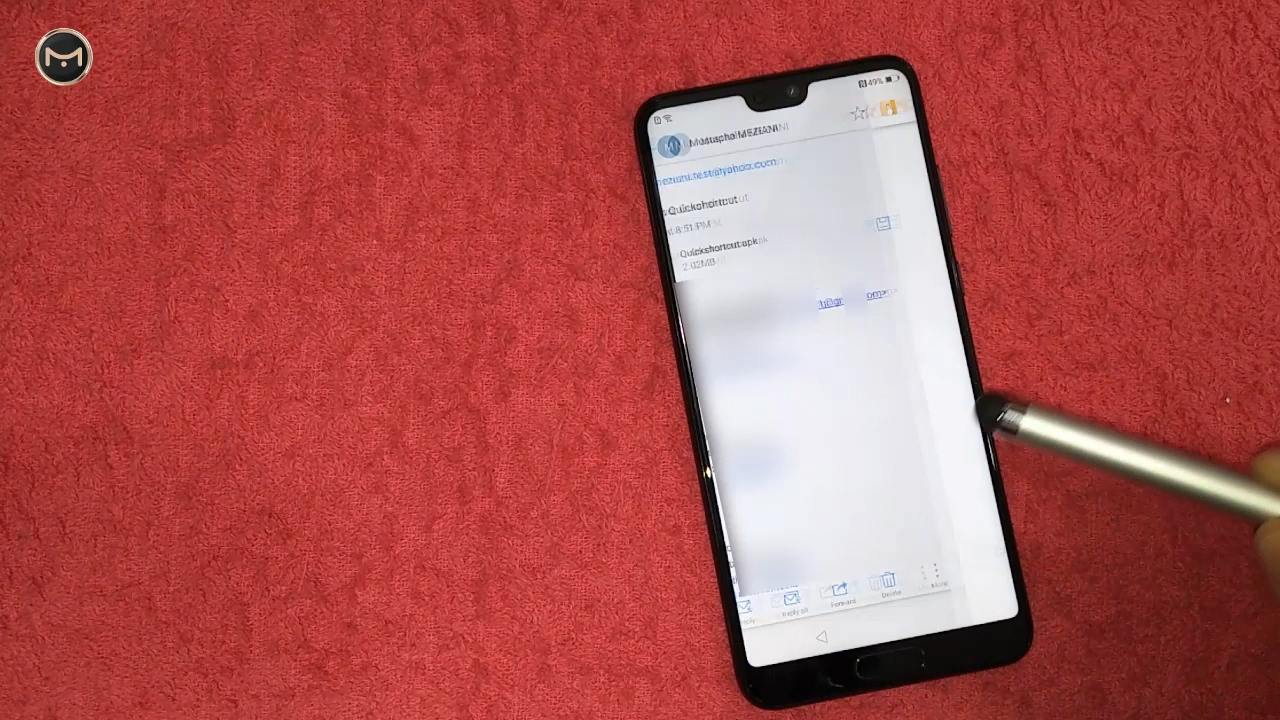 49%
Mustapha MEZIANI
meziani.test@yahoo.com
Quickshortcut
8:51 PM
Quickshortcut.apk
2.02MB
Reply all
Forward
Delete
More